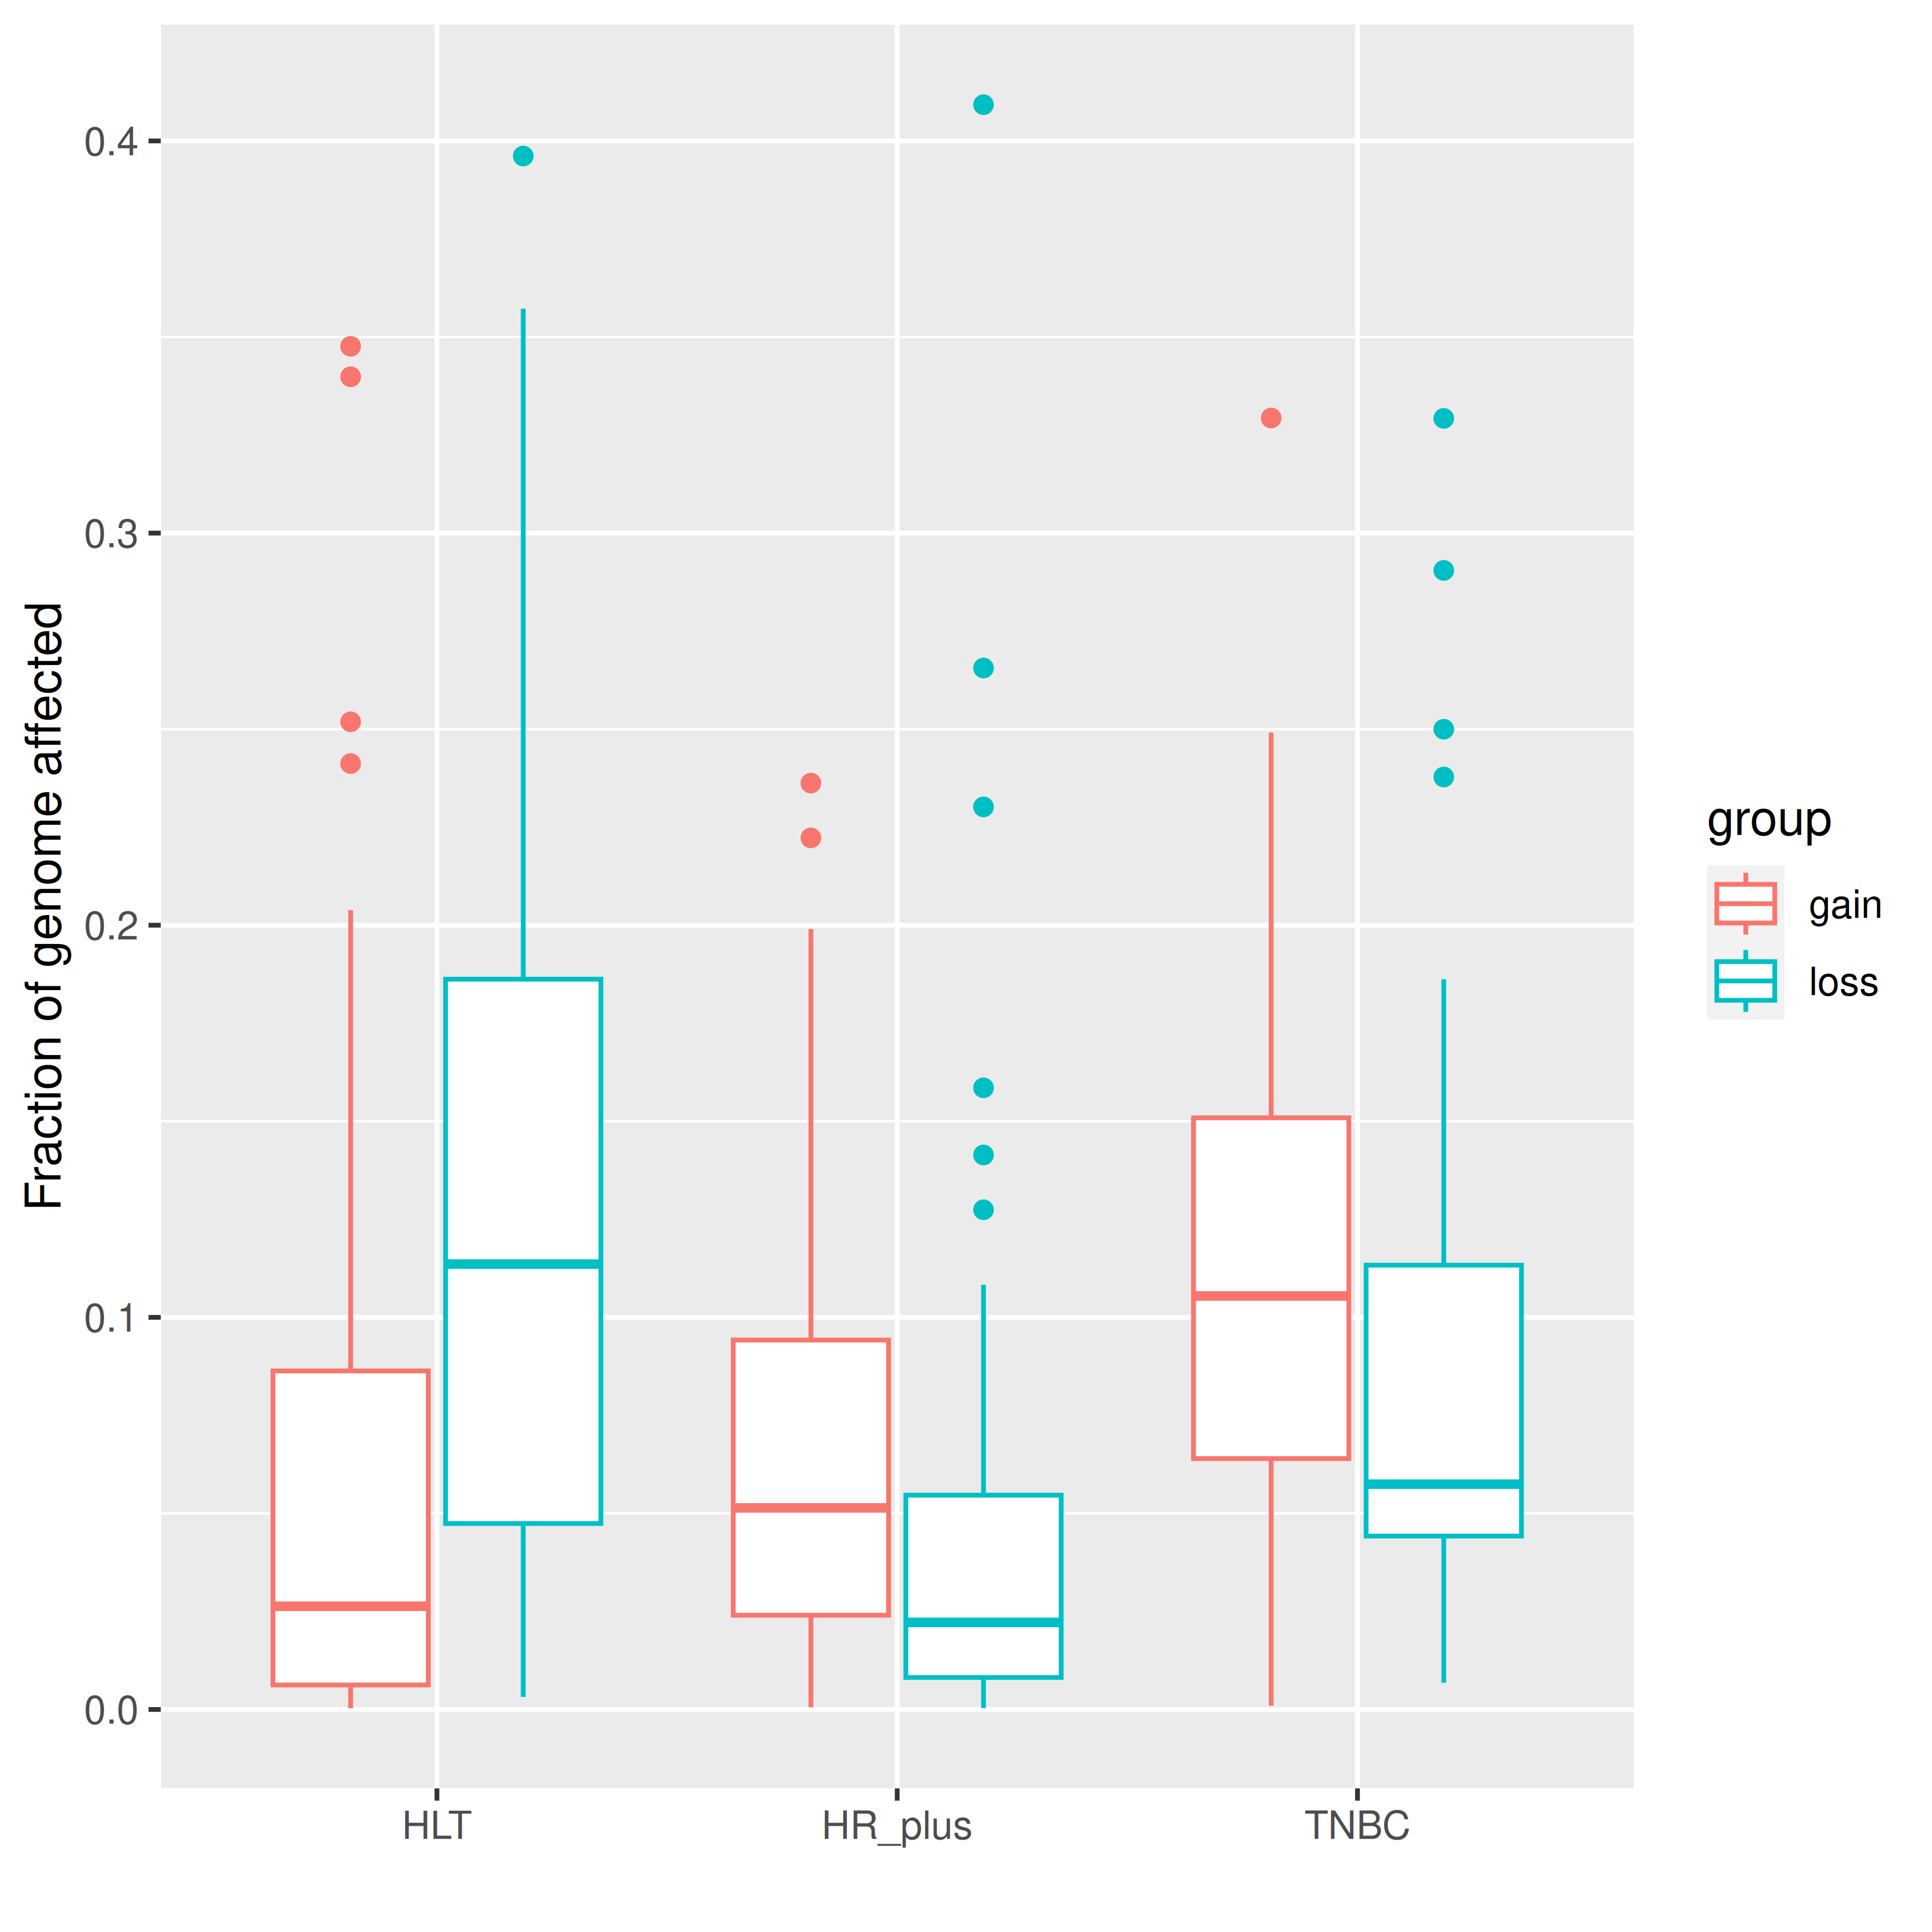 Fraction of genome affected
0.4
0.3
0.2
0.1
0.0
HLT
HR_plus
TNBC
group
gain
loss